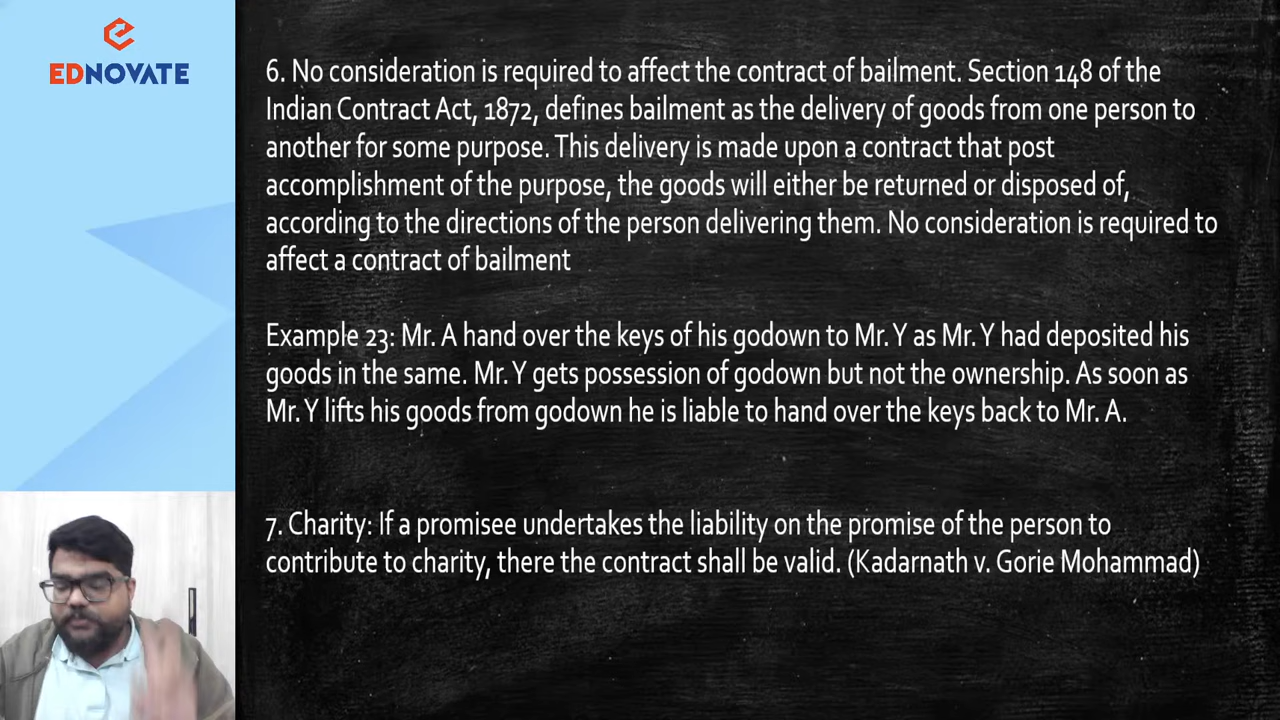 EDNOVATE
6. No consideration is required to affect the contract of bailment. Section 148 of the
Indian Contract Act, 1872, defines bailment as the delivery of goods from one person to
another for some purpose. This delivery is made upon a contract that post
accomplishment of the purpose, the goods will either be returned or disposed of,
according to the directions of the person delivering them. No consideration is required to
affect a contract of bailment
Example 23: Mr. A hand over the keys of his godown to Mr. Y as Mr. Y had deposited his
goods in the same. Mr. Y gets possession of godown but not the ownership. As soon as
Mr. Y lifts his goods from godown he is liable to hand over the keys back to Mr. A.
7. Charity: If a promisee undertakes the liability on the promise of the person to
contribute to charity, there the contract shall be valid. (Kadarnath v. Gorie Mohammad)